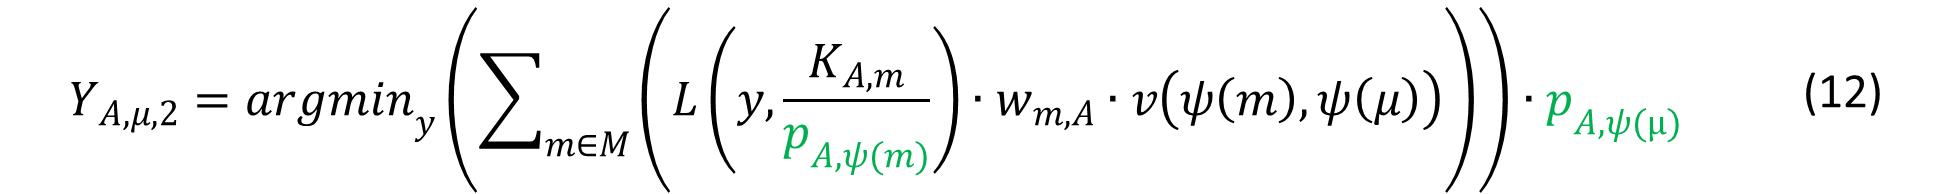 Y_{A,μ,2} = argmin_y(∑_{m∈M}(L(y, K_{A,m}/p_{A,ψ(m)}) · w_{m,A} · v(ψ(m), ψ(μ)))) · p_{A,ψ(μ)} (12)